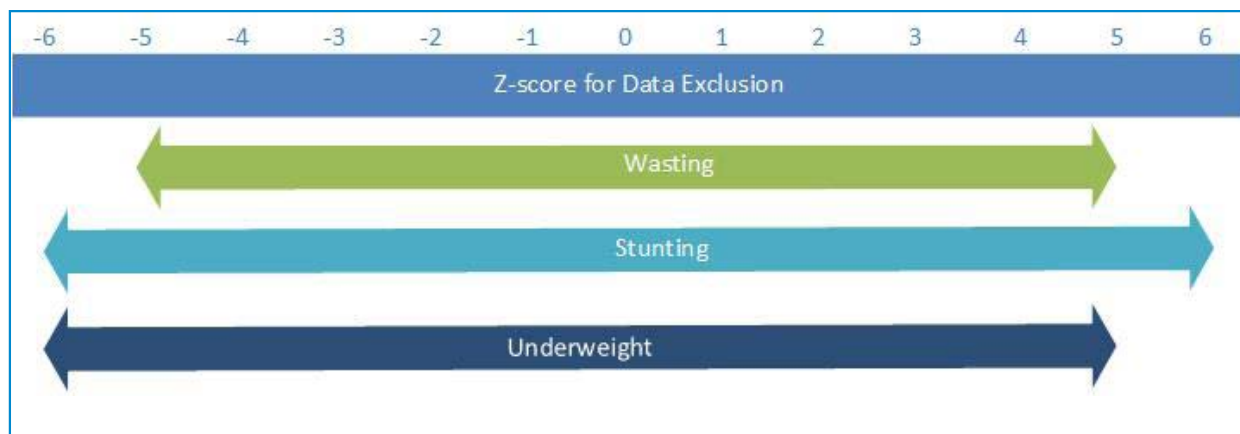 -6 -5 -4 -3 -2 -1 0 1 2 3 4 5 6
Z-score for Data Exclusion
Wasting
Stunting
Underweight